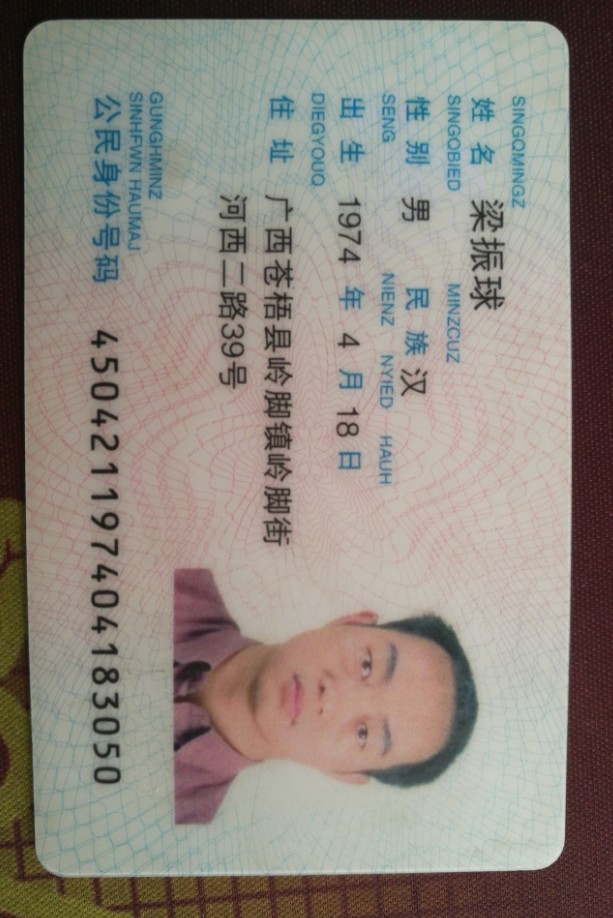 SINGQMINGZ
姓名 梁振球
SINGQBIED MINZCUZ
性别 男 民族 汉
SENG NIENZ NYIED HAUH
出生 1974 年 4 月 18 日
DIEGYOUQ
住址 广西苍梧县岭脚镇岭脚街
河西二路39号
GUNGHMINZ
SINHFWN HAUMAJ
公民身份号码 450421197404183050